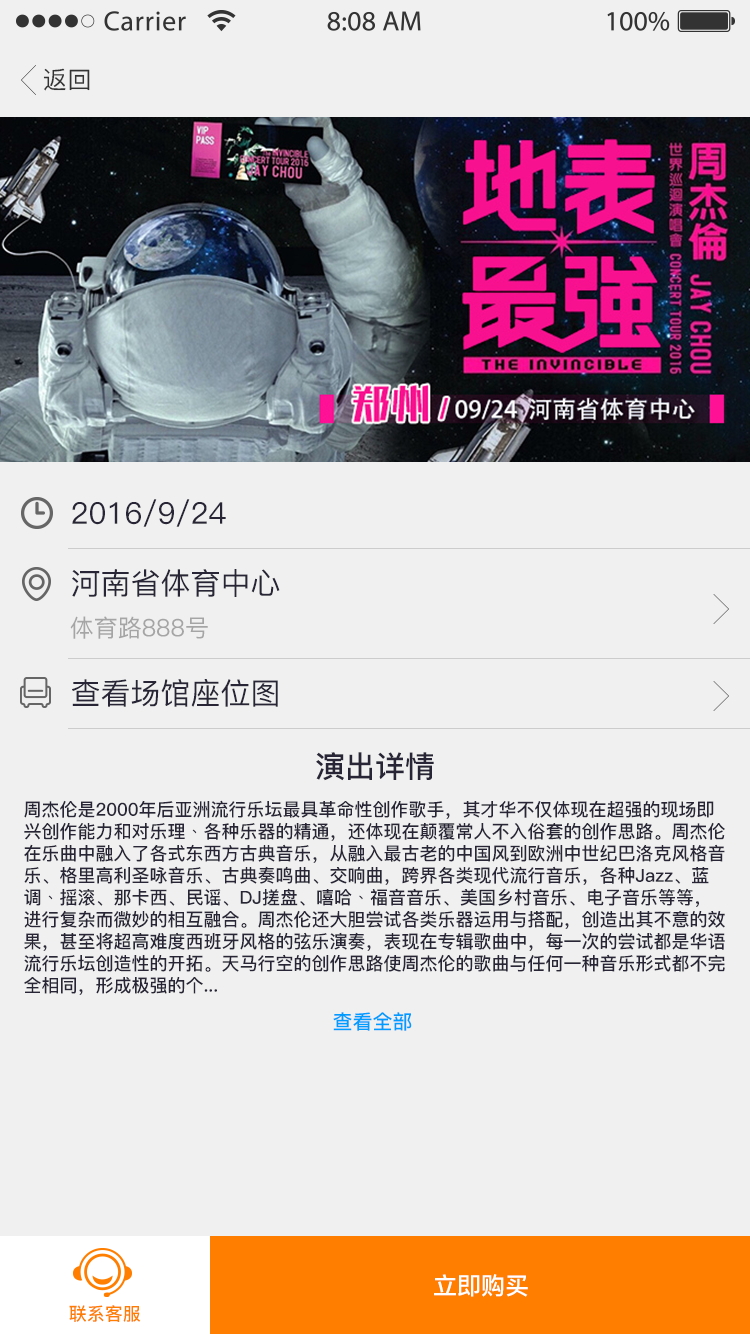 Carrier 8:08 AM 100%
返回
VIP
PASS
THE INVINCIBLE
CONCERT TOUR 2016
JAY CHOU
地表
最強
THE INVINCIBLE
周杰倫 JAY CHOU
世界巡迴演唱會 CONCERT TOUR 2016
郑州 / 09/24 河南省体育中心
2016/9/24
河南省体育中心
体育路888号
查看场馆座位图
演出详情
周杰伦是2000年后亚洲流行乐坛最具革命性创作歌手，其才华不仅体现在超强的现场即
兴创作能力和对乐理、各种乐器的精通，还体现在颠覆常人不入俗套的创作思路。周杰伦
在乐曲中融入了各式东西方古典音乐，从融入最古老的中国风到欧洲中世纪巴洛克风格音
乐、格里高利圣咏音乐、古典奏鸣曲、交响曲，跨界各类现代流行音乐，各种Jazz、蓝
调、摇滚、那卡西、民谣、DJ搓盘、嘻哈、福音音乐、美国乡村音乐、电子音乐等等，
进行复杂而微妙的相互融合。周杰伦还大胆尝试各类乐器运用与搭配，创造出其不意的效
果，甚至将超高难度西班牙风格的弦乐演奏，表现在专辑歌曲中，每一次的尝试都是华语
流行乐坛创造性的开拓。天马行空的创作思路使周杰伦的歌曲与任何一种音乐形式都不完
全相同，形成极强的个...
查看全部
联系客服
立即购买